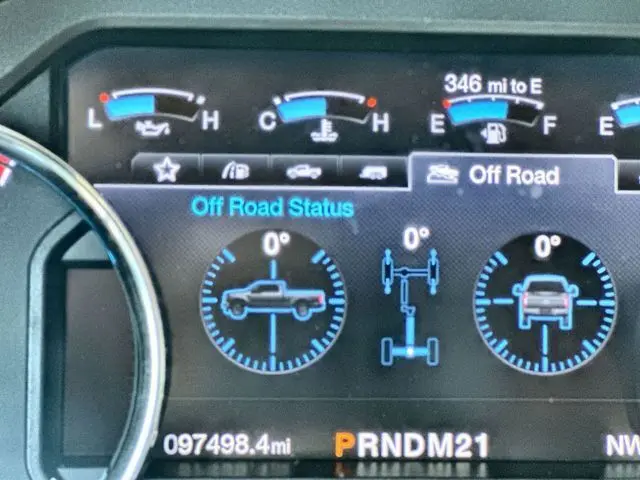 346 mi to E
L H C H E F E
Off Road
Off Road Status
0° 0° 0°
097498.4mi PRNDM21 NW